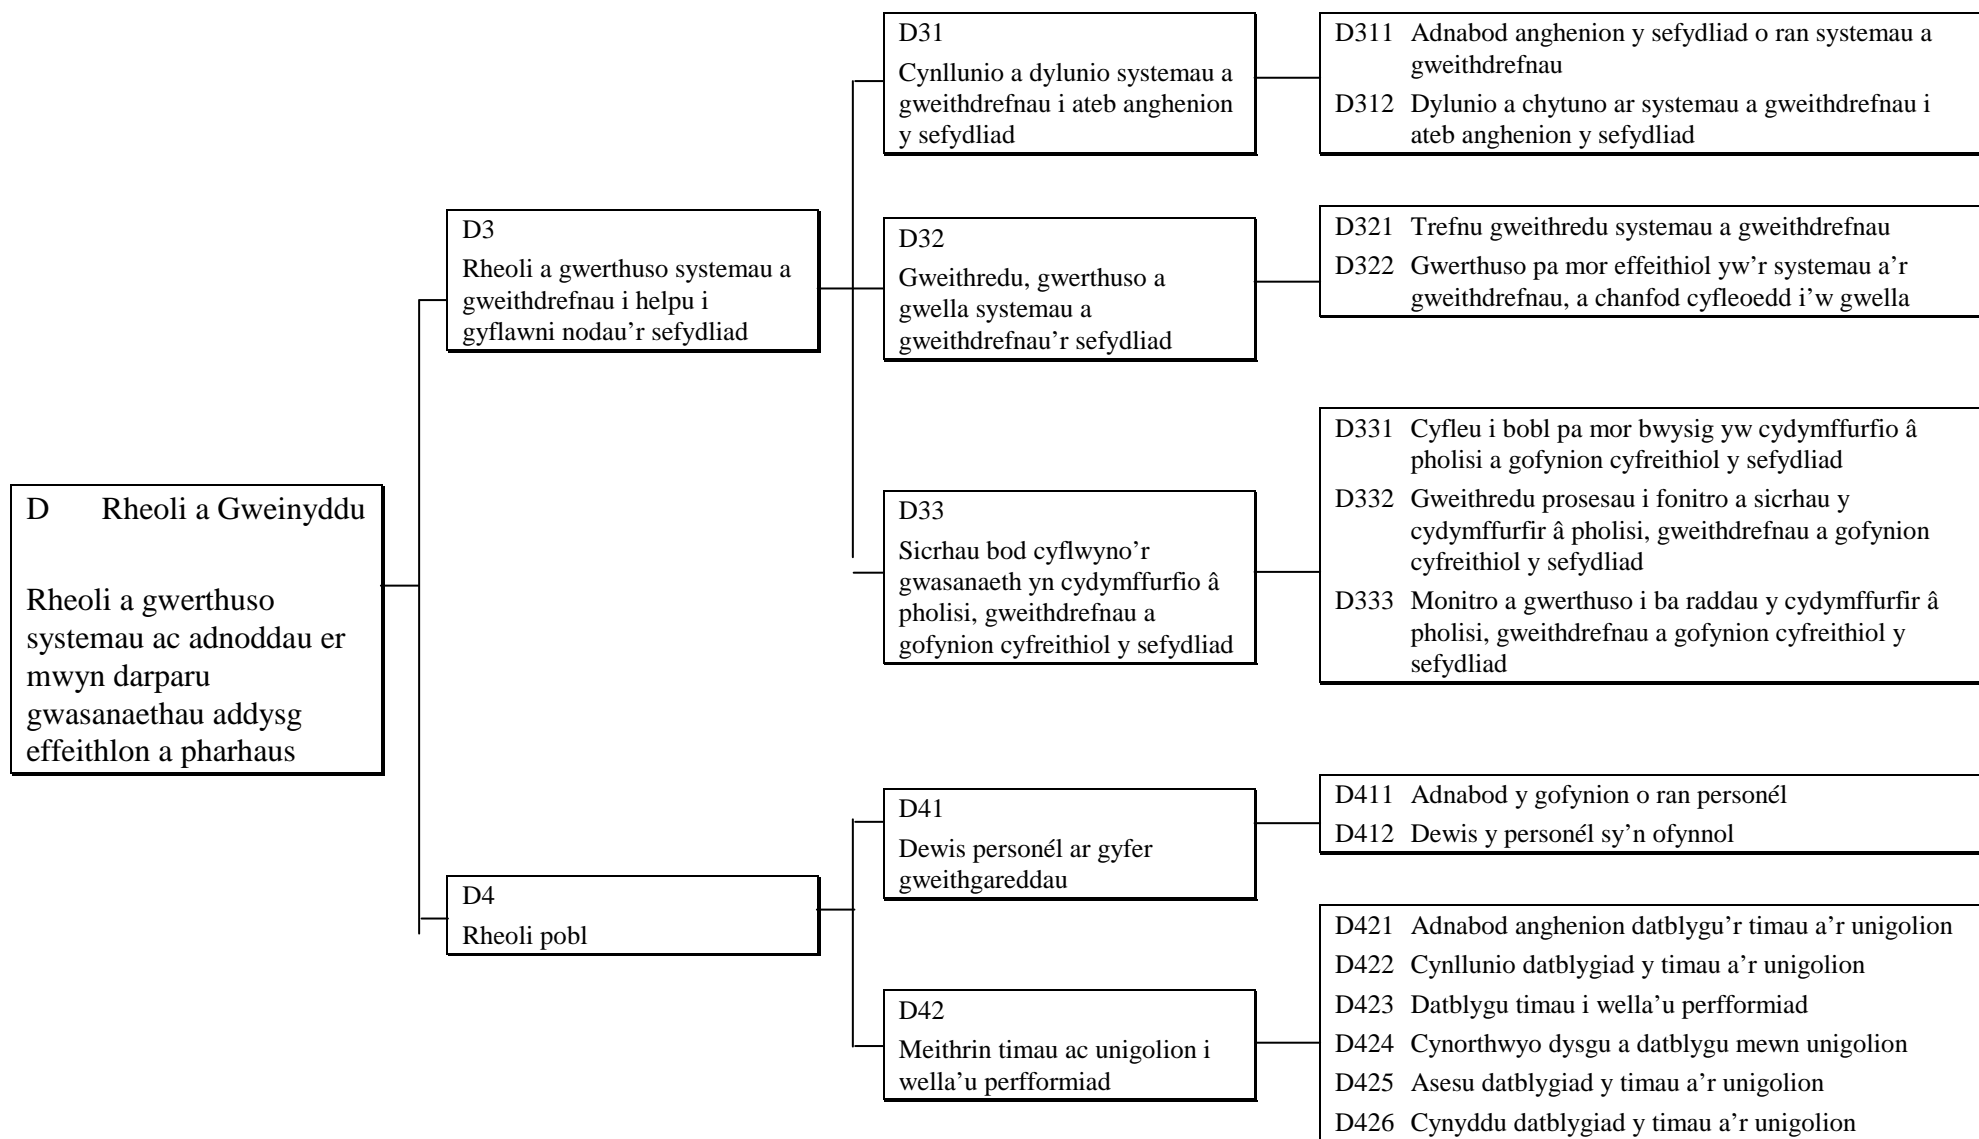 D Rheoli a Gweinyddu
Rheoli a gwerthuso
systemau ac adnoddau er
mwyn darparu
gwasanaethau addysg
effeithlon a pharhaus
D3
Rheoli a gwerthuso systemau a
gweithdrefnau i helpu i
gyflawni nodau’r sefydliad
D31
Cynllunio a dylunio systemau a
gweithdrefnau i ateb anghenion
y sefydliad
D311 Adnabod anghenion y sefydliad o ran systemau a
gweithdrefnau
D312 Dylunio a chytuno ar systemau a gweithdrefnau i
ateb anghenion y sefydliad
D32
Gweithredu, gwerthuso a
gwella systemau a
gweithdrefnau’r sefydliad
D321 Trefnu gweithredu systemau a gweithdrefnau
D322 Gwerthuso pa mor effeithiol yw’r systemau a’r
gweithdrefnau, a chanfod cyfleoedd i’w gwella
D33
Sicrhau bod cyflwyno’r
gwasanaeth yn cydymffurfio â
pholisi, gweithdrefnau a
gofynion cyfreithiol y sefydliad
D331 Cyfleu i bobl pa mor bwysig yw cydymffurfio â
pholisi a gofynion cyfreithiol y sefydliad
D332 Gweithredu prosesau i fonitro a sicrhau y
cydymffurfir â pholisi, gweithdrefnau a gofynion
cyfreithiol y sefydliad
D333 Monitro a gwerthuso i ba raddau y cydymffurfir â
pholisi, gweithdrefnau a gofynion cyfreithiol y
sefydliad
D4
Rheoli pobl
D41
Dewis personél ar gyfer
gweithgareddau
D411 Adnabod y gofynion o ran personél
D412 Dewis y personél sy’n ofynnol
D42
Meithrin timau ac unigolion i
wella’u perfformiad
D421 Adnabod anghenion datblygu’r timau a’r unigolion
D422 Cynllunio datblygiad y timau a’r unigolion
D423 Datblygu timau i wella’u perfformiad
D424 Cynorthwyo dysgu a datblygu mewn unigolion
D425 Asesu datblygiad y timau a’r unigolion
D426 Cynyddu datblygiad y timau a’r unigolion